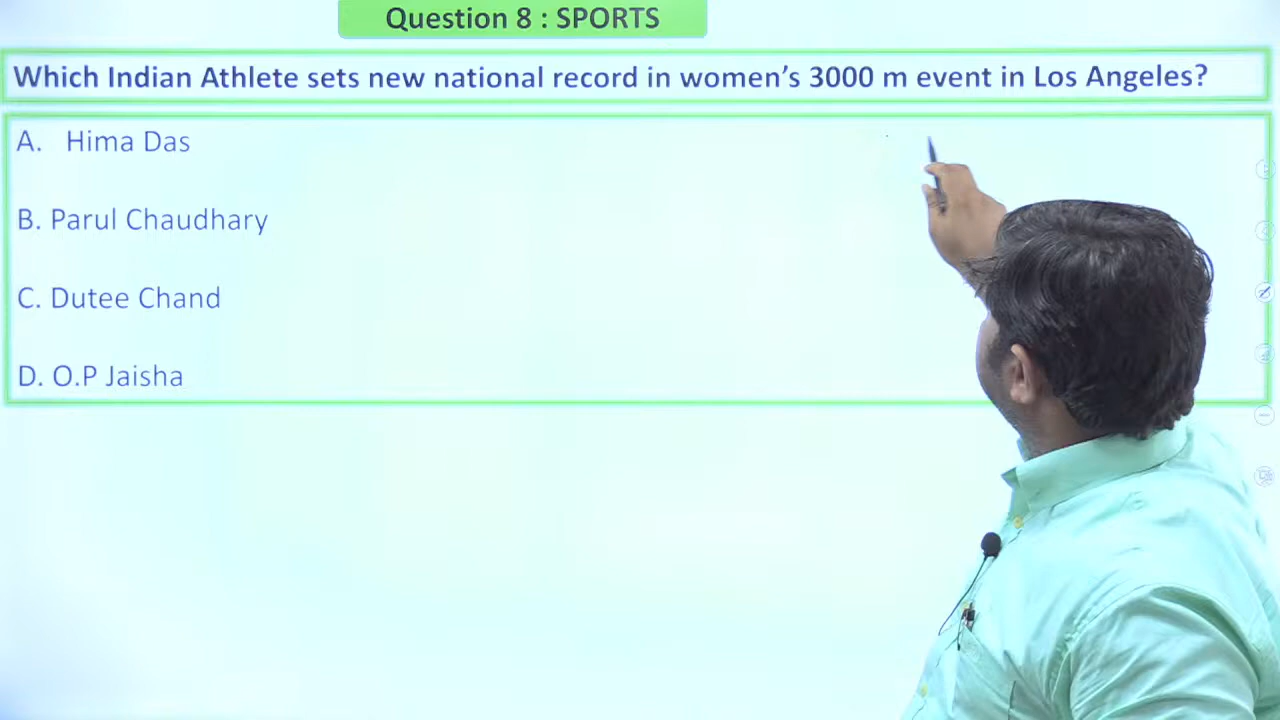 Question 8 : SPORTS
Which Indian Athlete sets new national record in women’s 3000 m event in Los Angeles?
A. Hima Das
B. Parul Chaudhary
C. Dutee Chand
D. O.P Jaisha